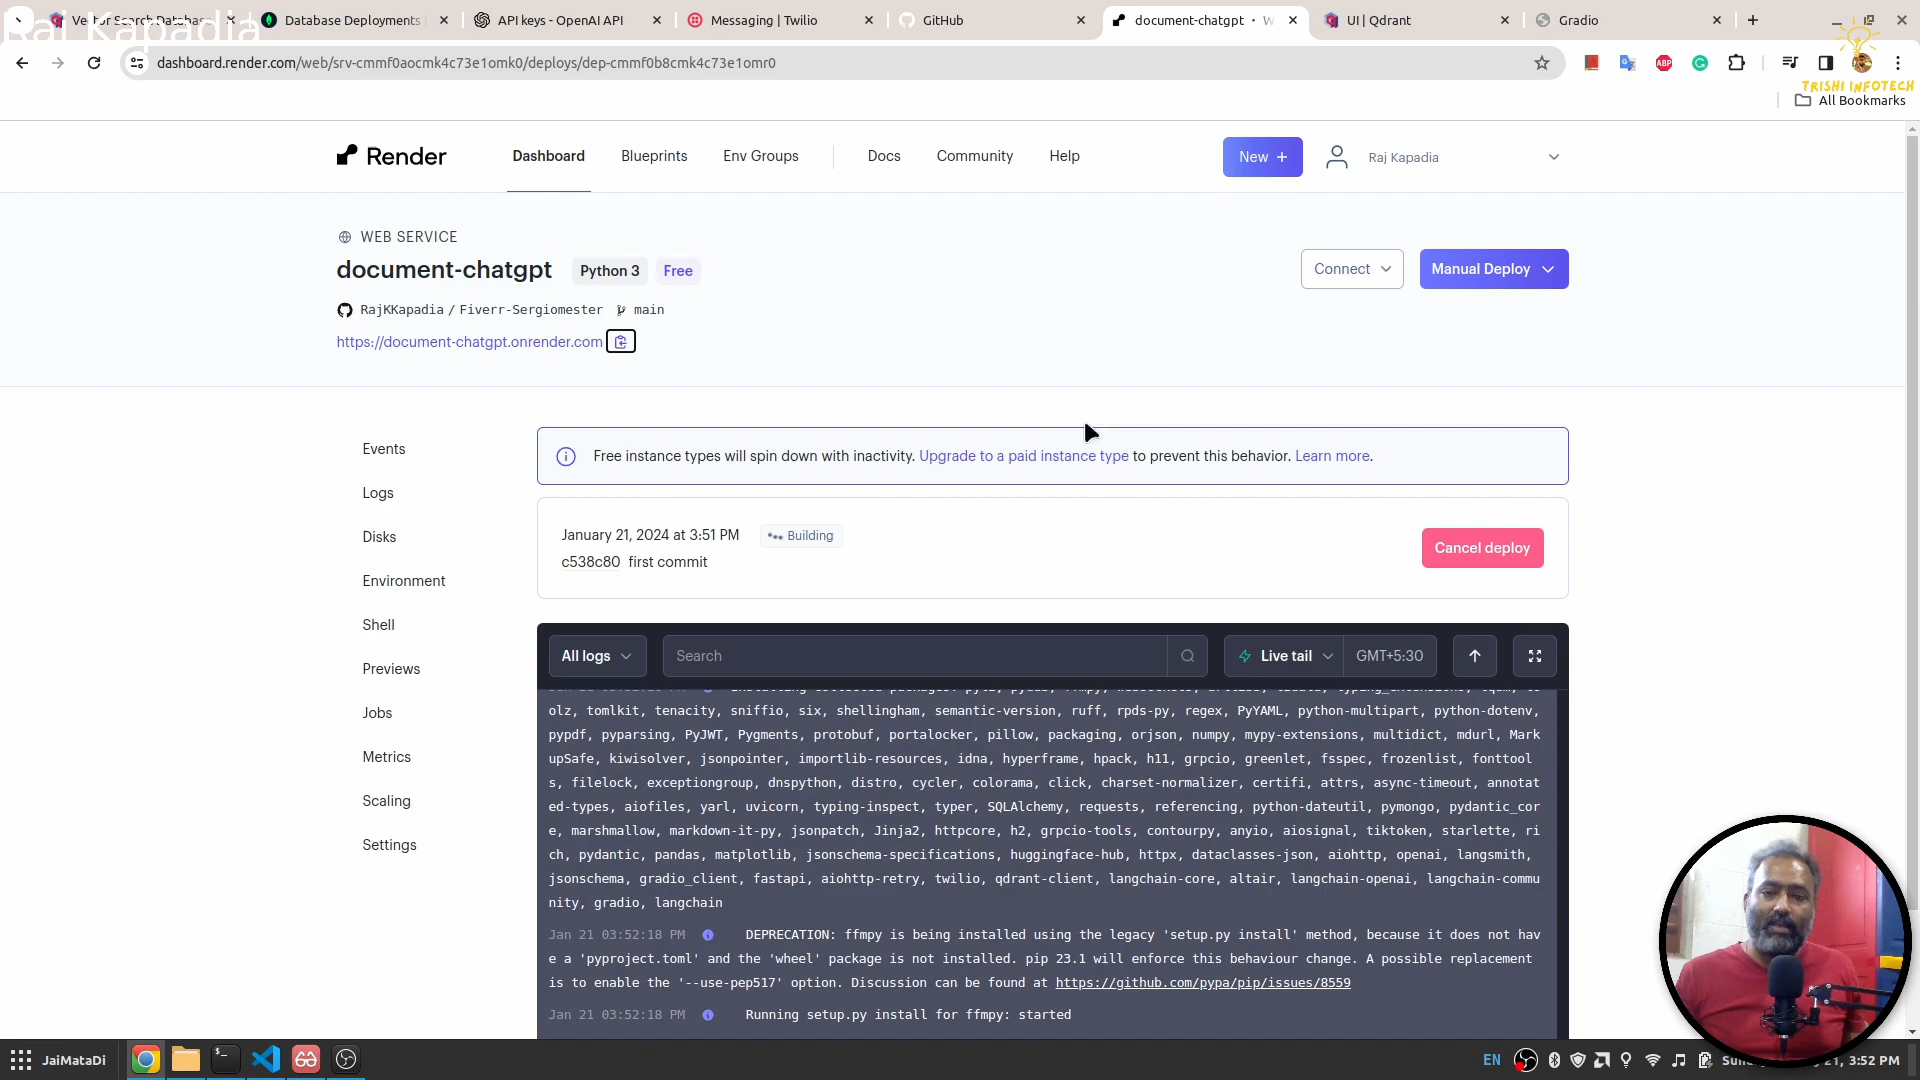 Vector Search Database
Database Deployments
API keys - OpenAI API
Messaging | Twilio
GitHub
document-chatgpt · W
UI | Qdrant
Gradio
Raj Kapadia
dashboard.render.com/web/srv-cmmf0aocmk4c73e1omk0/deploys/dep-cmmf0b8cmk4c73e1omr0
ABP
TRISHI INFOTECH
All Bookmarks
Render
Dashboard
Blueprints
Env Groups
Docs
Community
Help
New +
Raj Kapadia
WEB SERVICE
document-chatgpt
Python 3
Free
Connect
Manual Deploy
RajKKapadia / Fiverr-Sergiomester
main
https://document-chatgpt.onrender.com
Events
Logs
Disks
Environment
Shell
Previews
Jobs
Metrics
Scaling
Settings
Free instance types will spin down with inactivity. Upgrade to a paid instance type to prevent this behavior. Learn more.
January 21, 2024 at 3:51 PM
Building
c538c80 first commit
Cancel deploy
All logs
Search
Live tail
GMT+5:30
olz, tomlkit, tenacity, sniffio, six, shellingham, semantic-version, ruff, rpds-py, regex, PyYAML, python-multipart, python-dotenv,
pypdf, pyparsing, PyJWT, Pygments, protobuf, portalocker, pillow, packaging, orjson, numpy, mypy-extensions, multidict, mdurl, Mark
upSafe, kiwisolver, jsonpointer, importlib-resources, idna, hyperframe, hpack, h11, grpcio, greenlet, fsspec, frozenlist, fonttool
s, filelock, exceptiongroup, dnspython, distro, cycler, colorama, click, charset-normalizer, certifi, attrs, async-timeout, annotat
ed-types, aiofiles, yarl, uvicorn, typing-inspect, typer, SQLAlchemy, requests, referencing, python-dateutil, pymongo, pydantic_cor
e, marshmallow, markdown-it-py, jsonpatch, Jinja2, httpcore, h2, grpcio-tools, contourpy, anyio, aiosignal, tiktoken, starlette, ri
ch, pydantic, pandas, matplotlib, jsonschema-specifications, huggingface-hub, httpx, dataclasses-json, aiohttp, openai, langsmith,
jsonschema, gradio_client, fastapi, aiohttp-retry, twilio, qdrant-client, langchain-core, altair, langchain-openai, langchain-commu
nity, gradio, langchain
Jan 21 03:52:18 PM DEPRECATION: ffmpy is being installed using the legacy 'setup.py install' method, because it does not hav
e a 'pyproject.toml' and the 'wheel' package is not installed. pip 23.1 will enforce this behaviour change. A possible replacement
is to enable the '--use-pep517' option. Discussion can be found at https://github.com/pypa/pip/issues/8559
Jan 21 03:52:18 PM Running setup.py install for ffmpy: started
JaiMataDi
EN
21, 3:52 PM